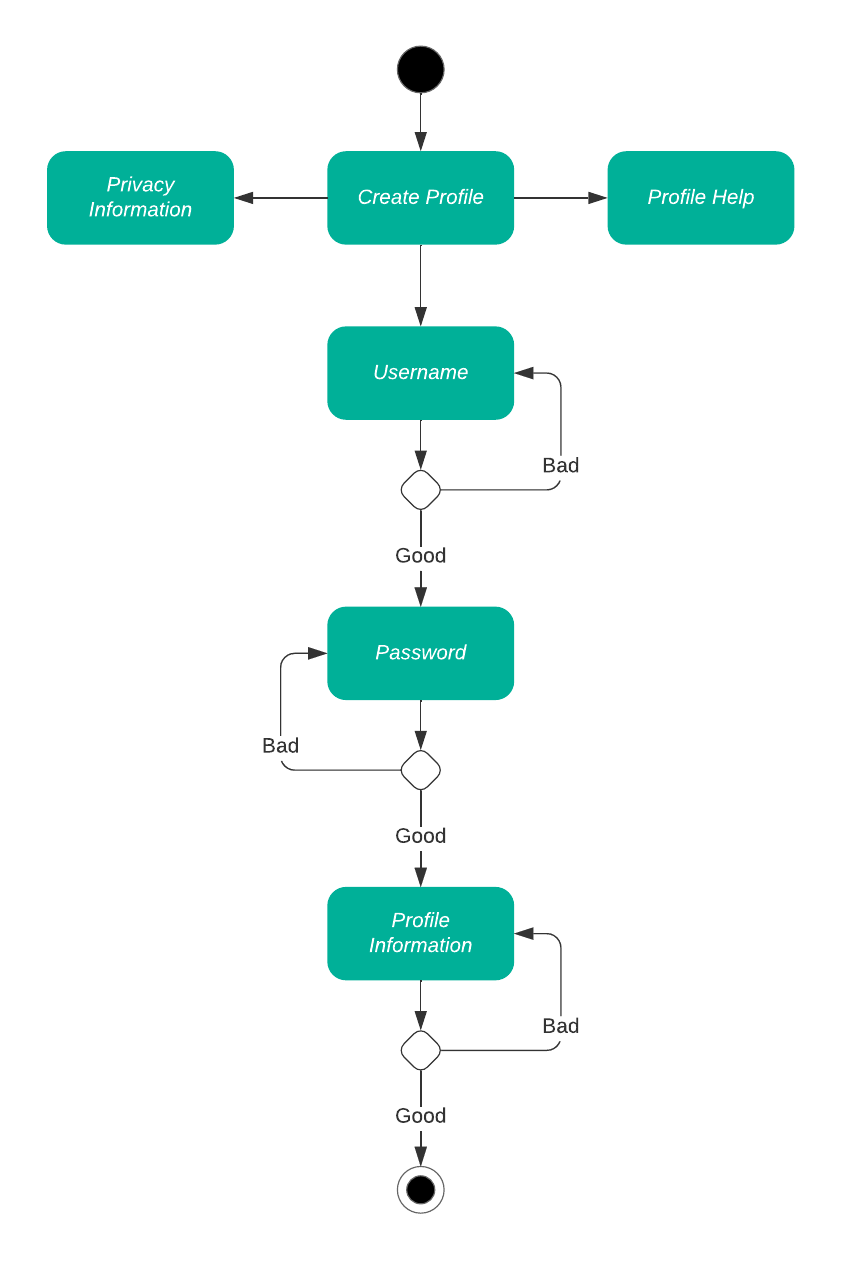 Privacy
Information
Create Profile
Profile Help
Username
Bad
Good
Password
Bad
Good
Profile
Information
Bad
Good